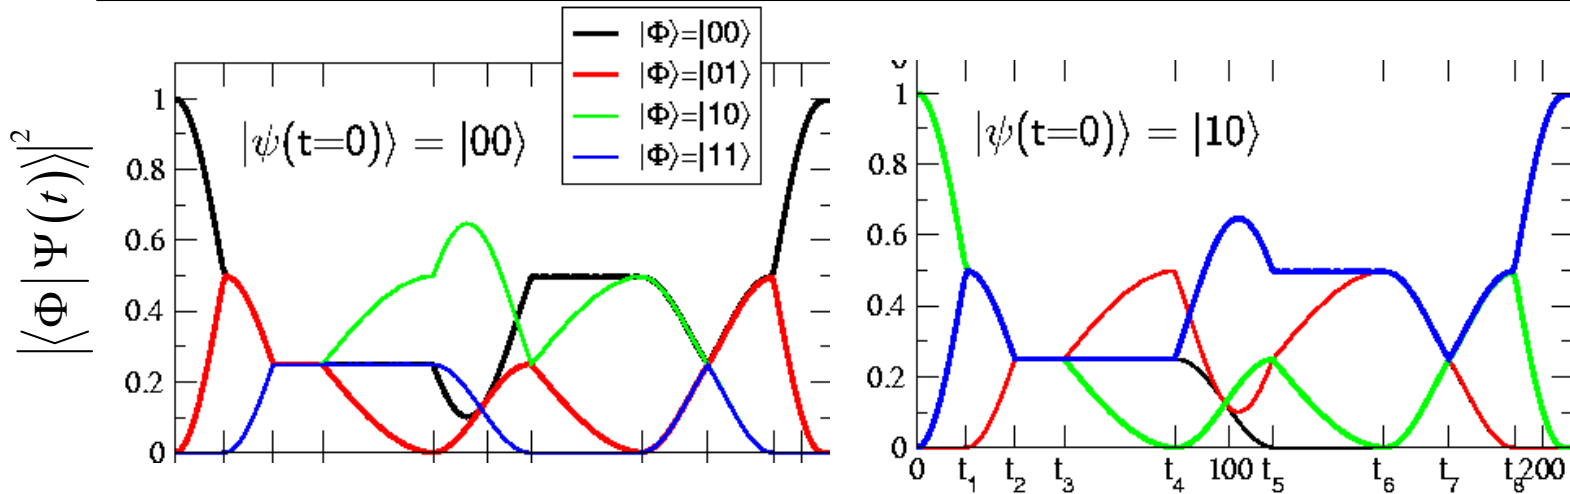 |⟨Φ|Ψ(t)⟩|²
|Φ⟩=|00⟩
|Φ⟩=|01⟩
|Φ⟩=|10⟩
|Φ⟩=|11⟩
|ψ(t=0)⟩ = |00⟩
1
0.8
0.6
0.4
0.2
0
|ψ(t=0)⟩ = |10⟩
1
0.8
0.6
0.4
0.2
0
0 t₁ t₂ t₃ t₄ 100 t₅ t₆ t₇ t₈ 200